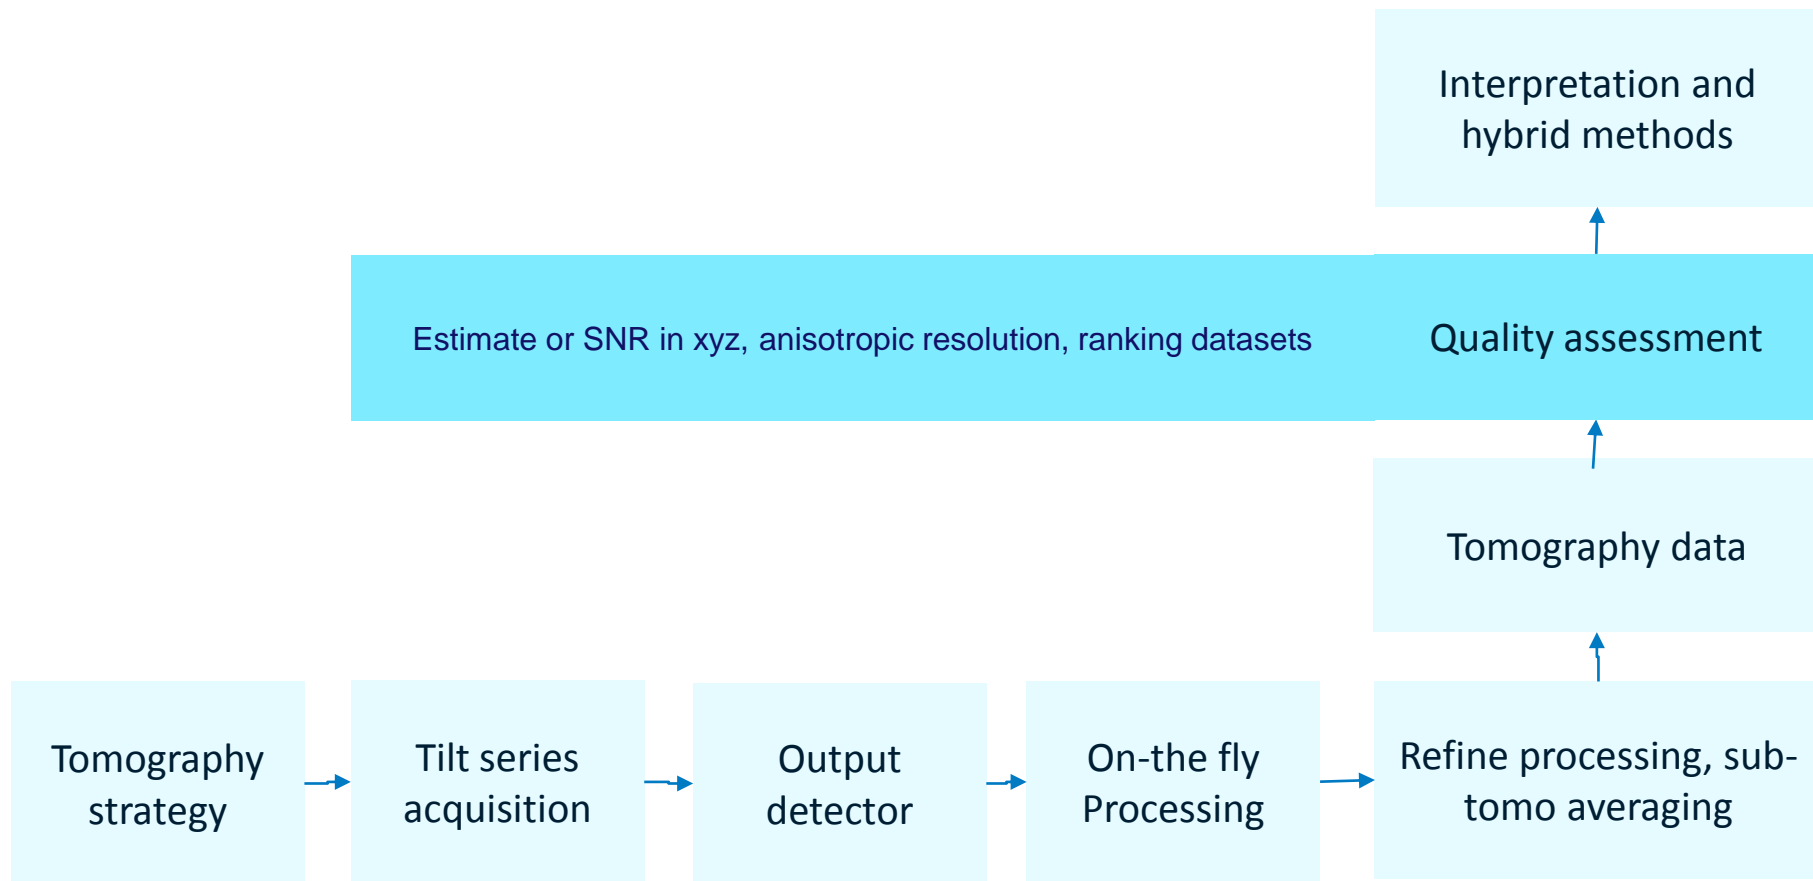 Interpretation and
hybrid methods
Estimate or SNR in xyz, anisotropic resolution, ranking datasets
Quality assessment
Tomography data
Tomography
strategy
Tilt series
acquisition
Output
detector
On-the fly
Processing
Refine processing, sub-
tomo averaging